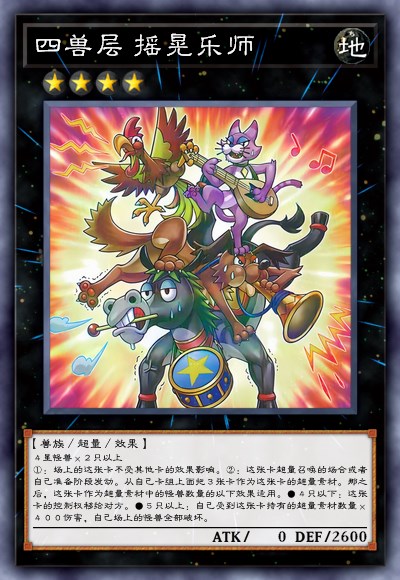 四兽层 摇晃乐师
地
【兽族／超量／效果】
4星怪兽×2只以上
①：场上的这张卡不受其他卡的效果影响。②：这张卡超量召唤的场合或者
自己准备阶段发动。从自己卡组上面把3张卡作为这张卡的超量素材。那之
后，这张卡作为超量素材中的怪兽数量的以下效果适用。●4只以下：这张
卡的控制权移给对方。●5只以上：自己受到这张卡持有的超量素材数量×
400伤害，自己场上的怪兽全部破坏。
ATK/ 0 DEF/2600